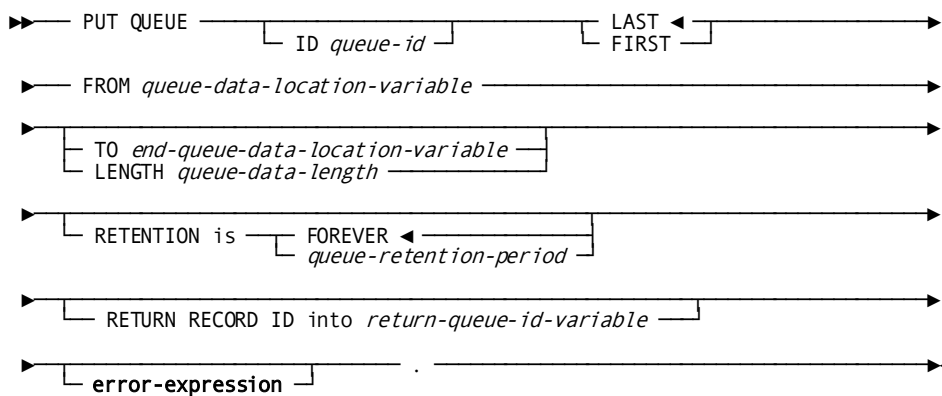 PUT QUEUE LAST ◄
ID queue-id FIRST
FROM queue-data-location-variable
TO end-queue-data-location-variable
LENGTH queue-data-length
RETENTION is FOREVER ◄
queue-retention-period
RETURN RECORD ID into return-queue-id-variable
error-expression .